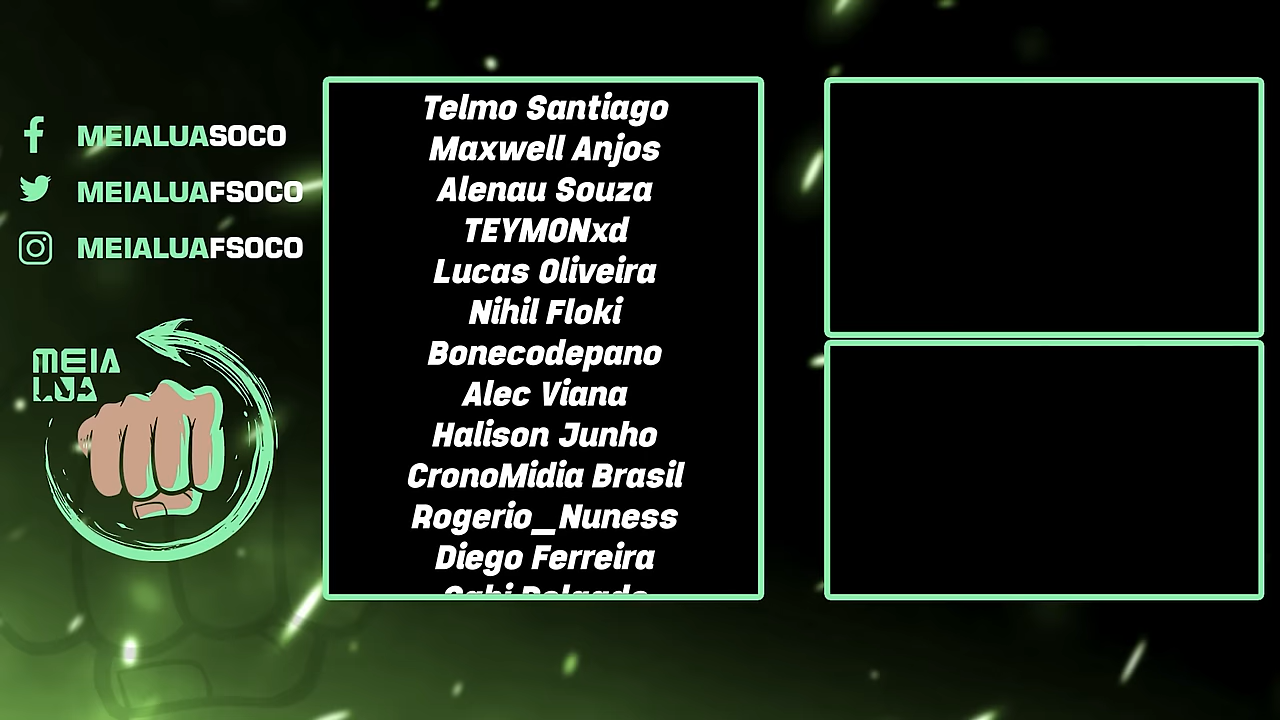 MEIALUASOCO
MEIALUAFSOCO
MEIALUAFSOCO
MEIA
LUA
Telmo Santiago
Maxwell Anjos
Alenau Souza
TEYMONxd
Lucas Oliveira
Nihil Floki
Bonecodepano
Alec Viana
Halison Junho
CronoMidia Brasil
Rogerio_Nuness
Diego Ferreira